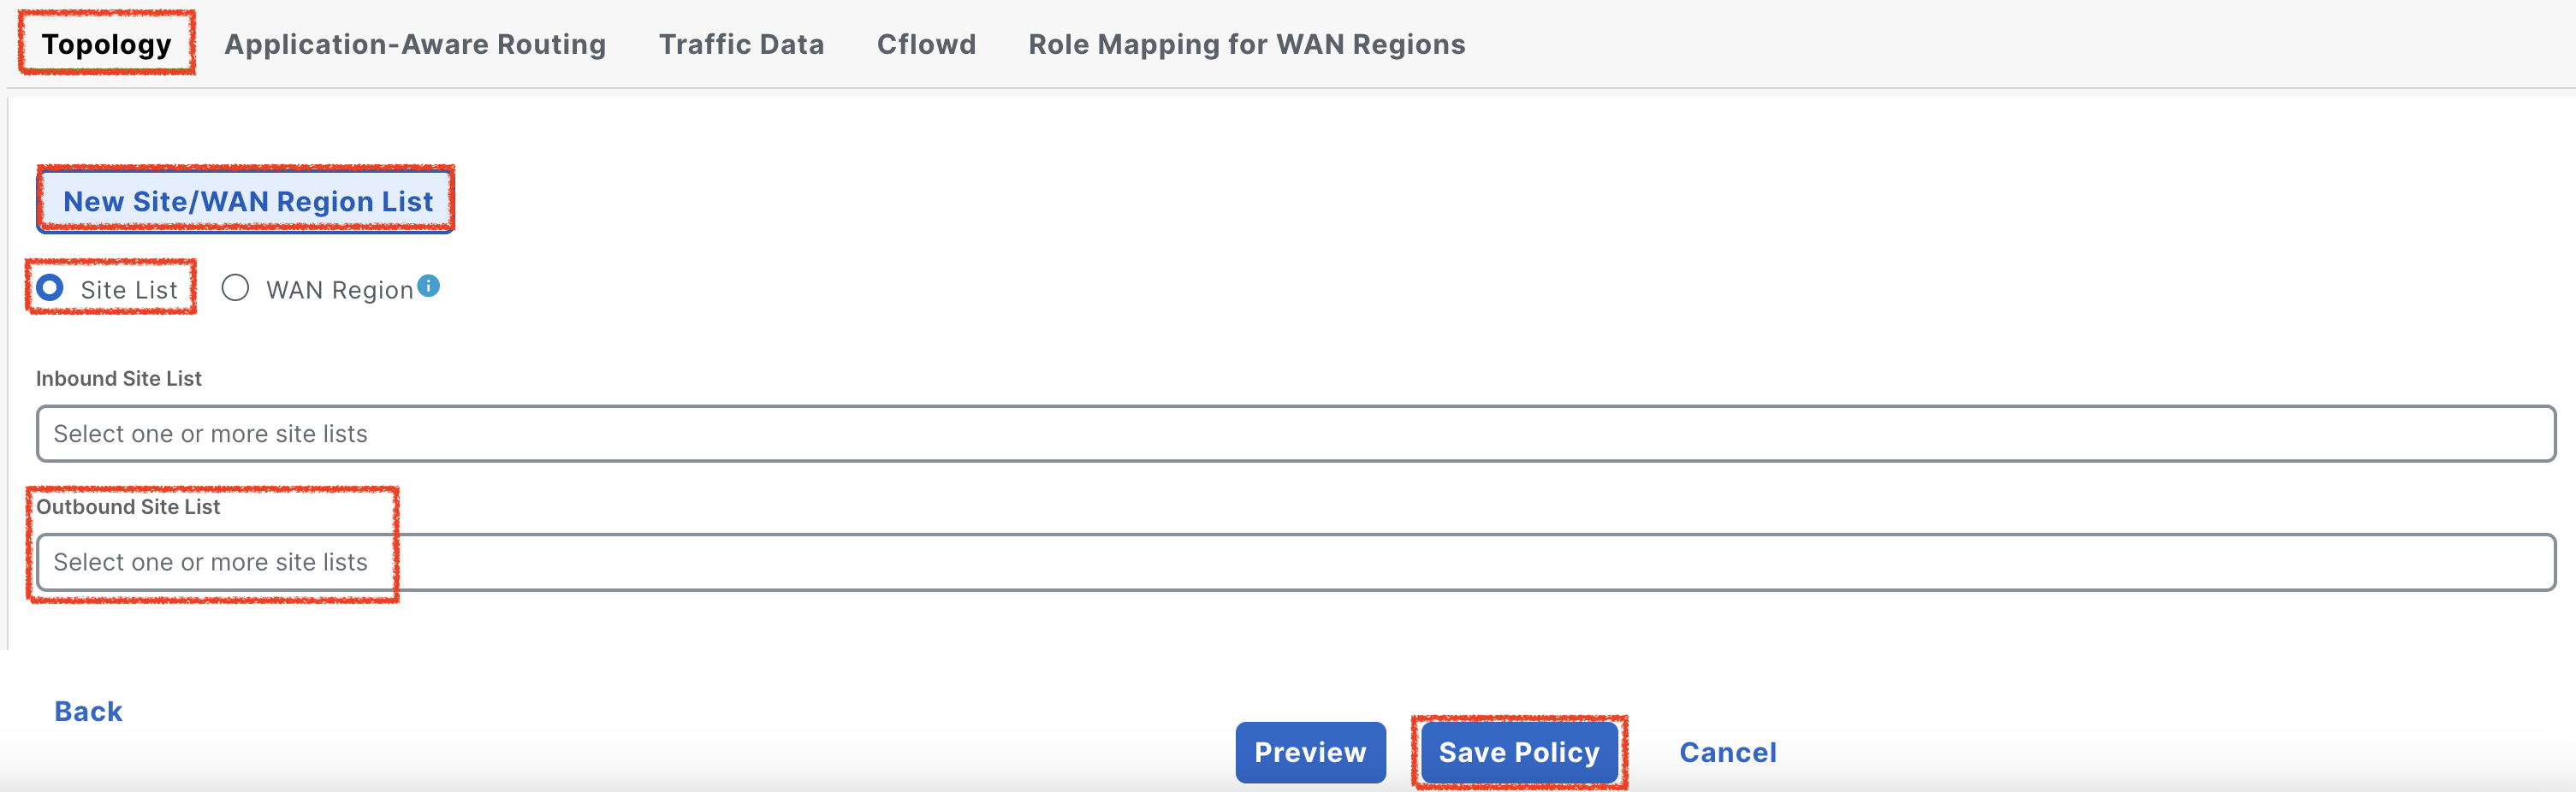 Topology Application-Aware Routing Traffic Data Cflowd Role Mapping for WAN Regions
New Site/WAN Region List
Site List WAN Region i
Inbound Site List
Select one or more site lists
Outbound Site List
Select one or more site lists
Back
Preview Save Policy Cancel